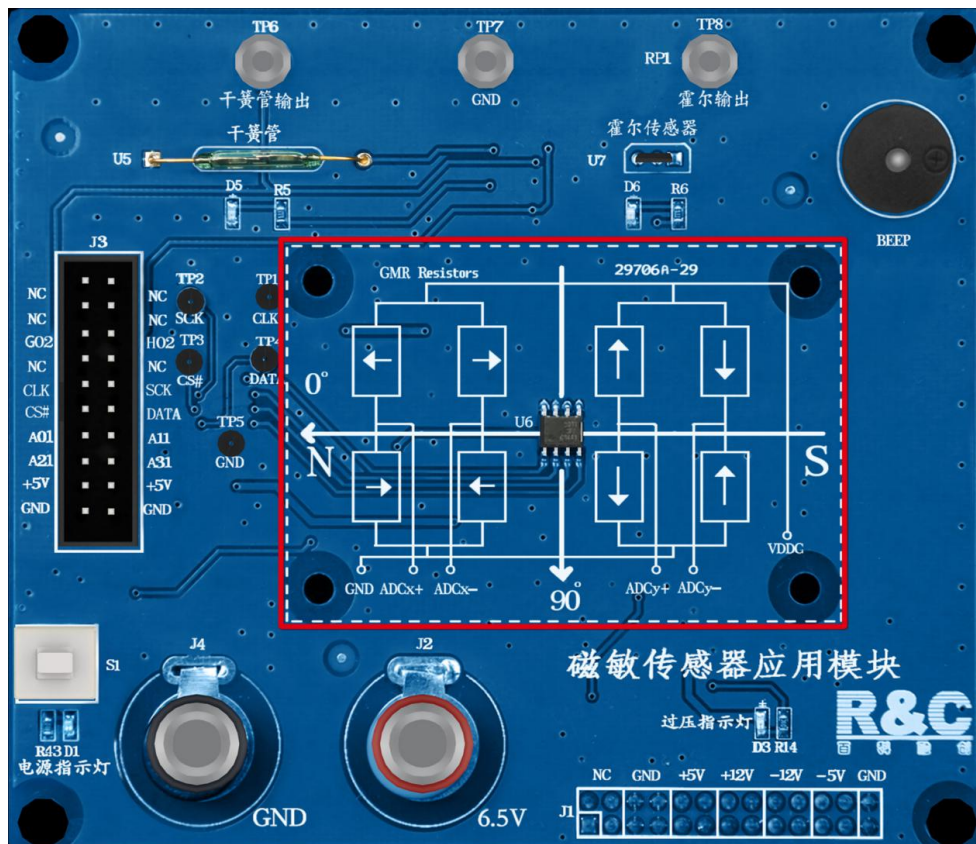 TP6
TP7
TP8
RP1
干簧管输出
GND
霍尔输出
干簧管
霍尔传感器
U5
U7
D5
R5
D6
R6
BEEP
J3
NC
NC
GO2
NC
CLK
CS#
A01
A21
+5V
GND
NC
NC
HO2
NC
SCK
DATA
A11
A31
+5V
GND
TP2
SCK
TP3
CS#
TP1
CLK
TP4
DATA
TP5
GND
GMR Resistors
29706A-29
0°
U6
N
S
VDDG
GND ADCx+ ADCx-
ADCy+ ADCy-
90°
S1
J4
J2
磁敏传感器应用模块
R43 D1
电源指示灯
GND
6.5V
过压指示灯
D3 R14
R&C
NC GND +5V +12V -12V -5V GND
J1